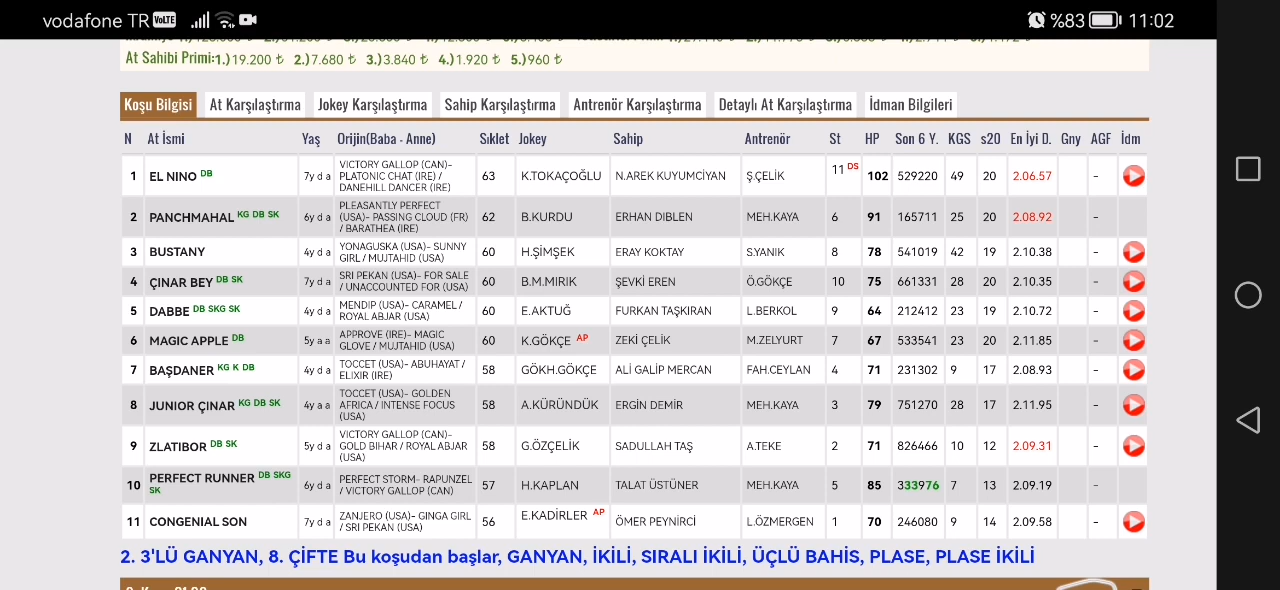 vodafone TR VoLTE %83 11:02
At Sahibi Primi:1.) 19.200 ₺ 2.) 7.680 ₺ 3.) 3.840 ₺ 4.) 1.920 ₺ 5.) 960 ₺
Koşu Bilgisi At Karşılaştırma Jokey Karşılaştırma Sahip Karşılaştırma Antrenör Karşılaştırma Detaylı At Karşılaştırma İdman Bilgileri
N At İsmi Yaş Orijin(Baba - Anne) Sıklet Jokey Sahip Antrenör St HP Son 6 Y. KGS s20 En İyi D. Gny AGF İdm
1 EL NINO DB 7y d a VICTORY GALLOP (CAN)- PLATONIC CHAT (IRE) / DANEHILL DANCER (IRE) 63 K.TOKAÇOĞLU N.AREK KUYUMCİYAN Ş.ÇELİK 11 DS 102 529220 49 20 2.06.57 -
2 PANCHMAHAL KG DB SK 6y d a PLEASANTLY PERFECT (USA)- PASSING CLOUD (FR) / BARATHEA (IRE) 62 B.KURDU ERHAN DIBLEN MEH.KAYA 6 91 165711 25 20 2.08.92 -
3 BUSTANY 4y d a YONAGUSKA (USA)- SUNNY GIRL / MUJTAHID (USA) 60 H.ŞİMŞEK ERAY KOKTAY S.YANIK 8 78 541019 42 19 2.10.38 -
4 ÇINAR BEY DB SK 7y d a SRI PEKAN (USA)- FOR SALE / UNACCOUNTED FOR (USA) 60 B.M.MIRIK ŞEVKİ EREN Ö.GÖKÇE 10 75 661331 28 20 2.10.35 -
5 DABBE DB SKG SK 4y d a MENDIP (USA)- CARAMEL / ROYAL ABJAR (USA) 60 E.AKTUĞ FURKAN TAŞKIRAN L.BERKOL 9 64 212412 23 19 2.10.72 -
6 MAGIC APPLE DB 5y a a APPROVE (IRE)- MAGIC GLOVE / MUJTAHID (USA) 60 K.GÖKÇE AP ZEKİ ÇELİK M.ZELYURT 7 67 533541 23 20 2.11.85 -
7 BAŞDANER KG K DB 4y d a TOCCET (USA)- ABUHAYAT / ELIXIR (IRE) 58 GÖKH.GÖKÇE ALİ GALİP MERCAN FAH.CEYLAN 4 71 231302 9 17 2.08.93 -
8 JUNIOR ÇINAR KG DB SK 4y a a TOCCET (USA)- GOLDEN AFRICA / INTENSE FOCUS (USA) 58 A.KÜRÜNDÜK ERGİN DEMİR MEH.KAYA 3 79 751270 28 17 2.11.95 -
9 ZLATIBOR DB SK 5y d a VICTORY GALLOP (CAN)- GOLD BIHAR / ROYAL ABJAR (USA) 58 G.ÖZÇELİK SADULLAH TAŞ A.TEKE 2 71 826466 10 12 2.09.31 -
10 PERFECT RUNNER DB SKG SK 6y d a PERFECT STORM- RAPUNZEL / VICTORY GALLOP (CAN) 57 H.KAPLAN TALAT ÜSTÜNER MEH.KAYA 5 85 333976 7 13 2.09.19 -
11 CONGENIAL SON 7y d a ZANJERO (USA)- GINGA GIRL / SRI PEKAN (USA) 56 E.KADİRLER AP ÖMER PEYNİRCİ L.ÖZMERGEN 1 70 246080 9 14 2.09.58 -
2. 3'LÜ GANYAN, 8. ÇİFTE Bu koşudan başlar, GANYAN, İKİLİ, SIRALI İKİLİ, ÜÇLÜ BAHİS, PLASE, PLASE İKİLİ